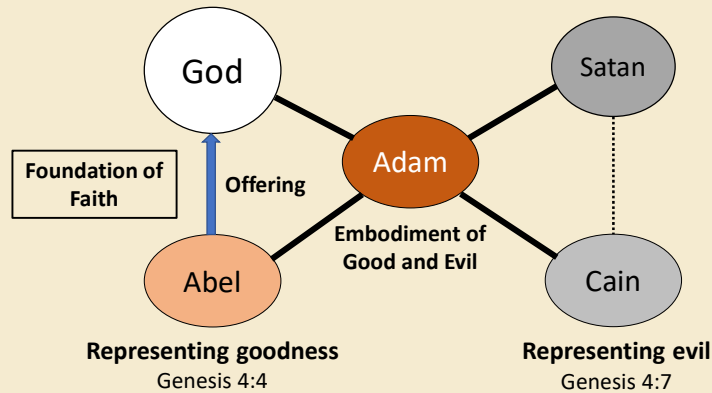 God
Satan
Adam
Foundation of
Faith
Offering
Embodiment of
Good and Evil
Abel
Cain
Representing goodness
Genesis 4:4
Representing evil
Genesis 4:7